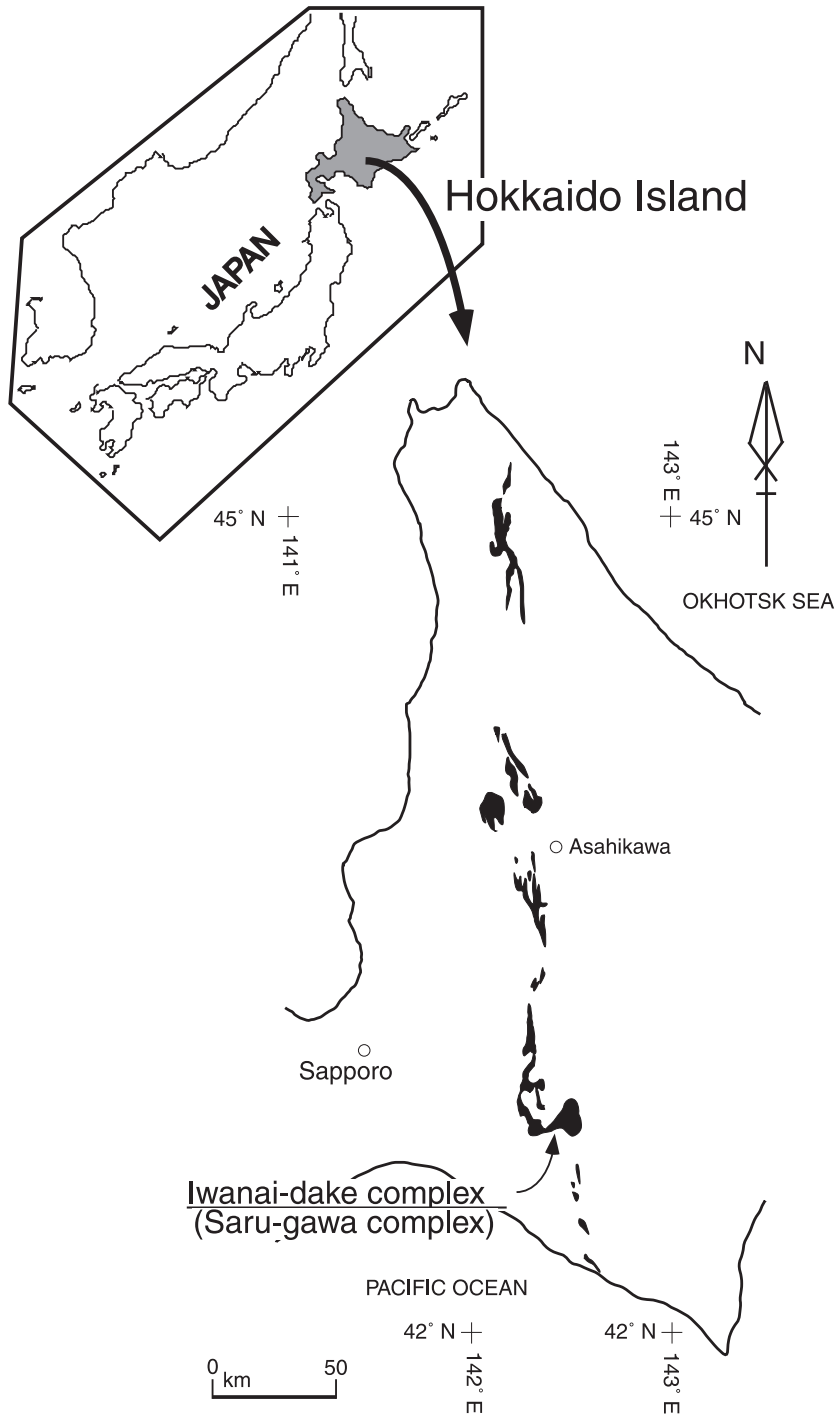 Hokkaido Island
JAPAN
N
45° N
141° E
143° E
45° N
OKHOTSK SEA
Asahikawa
Sapporo
Iwanai-dake complex
(Saru-gawa complex)
PACIFIC OCEAN
42° N
142° E
42° N
143° E
0 50
km